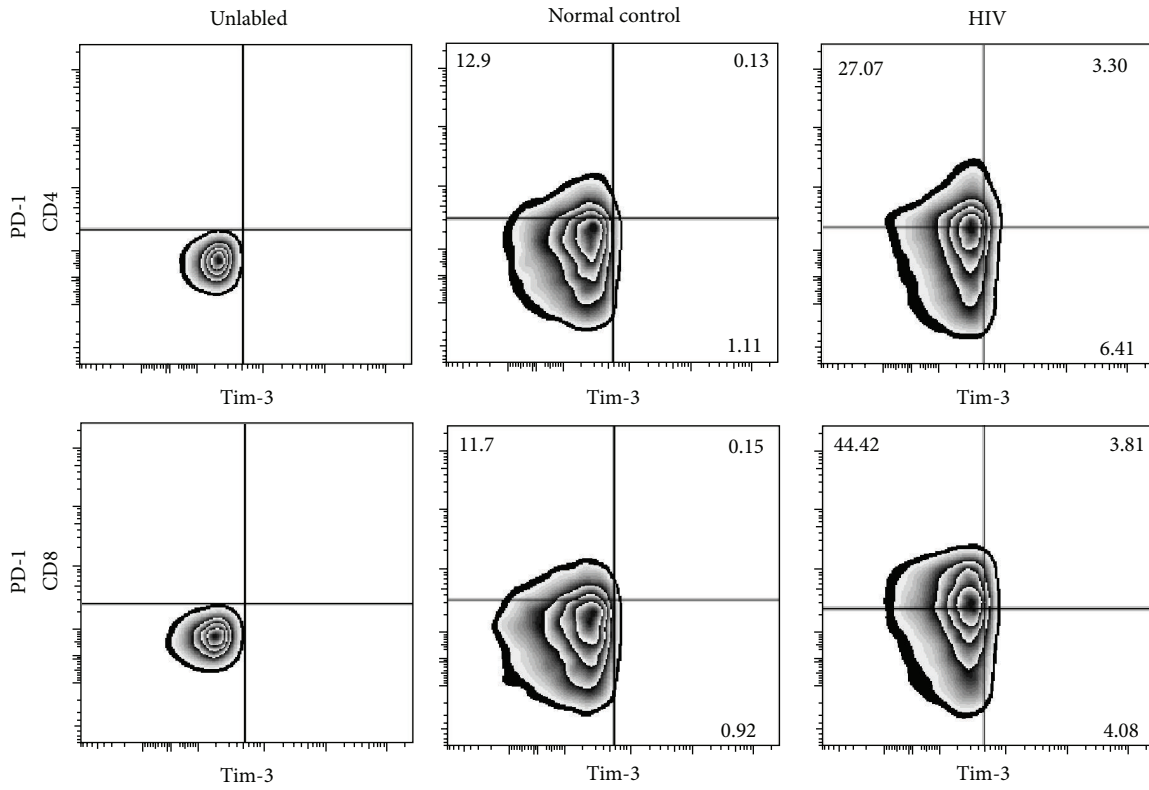 Unlabled
Normal control
HIV
PD-1
CD4
12.9
0.13
1.11
27.07
3.30
6.41
Tim-3
Tim-3
Tim-3
PD-1
CD8
11.7
0.15
0.92
44.42
3.81
4.08
Tim-3
Tim-3
Tim-3